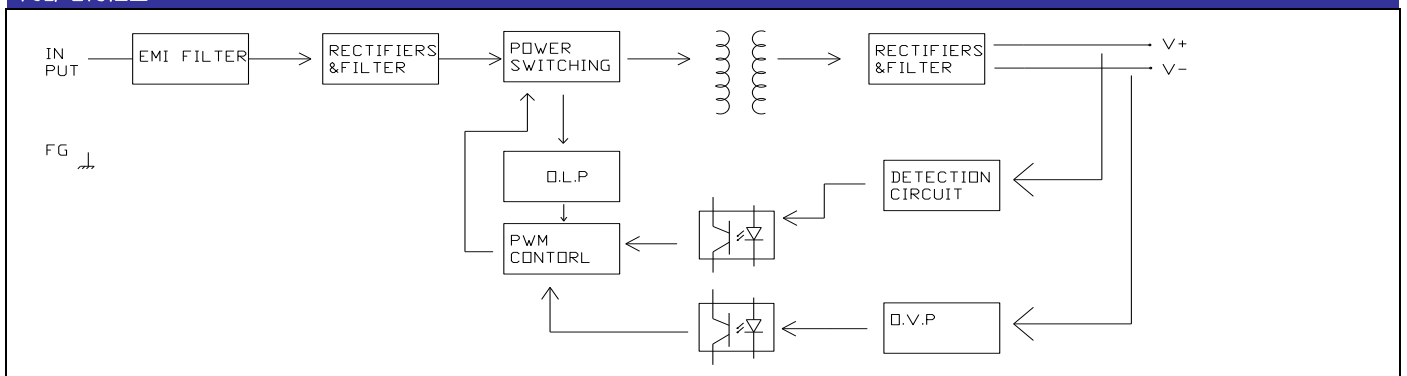 IN
PUT
EMI FILTER
RECTIFIERS
&FILTER
POWER
SWITCHING
RECTIFIERS
&FILTER
V+
V-
FG
O.L.P
DETECTION
CIRCUIT
PWM
CONTORL
O.V.P